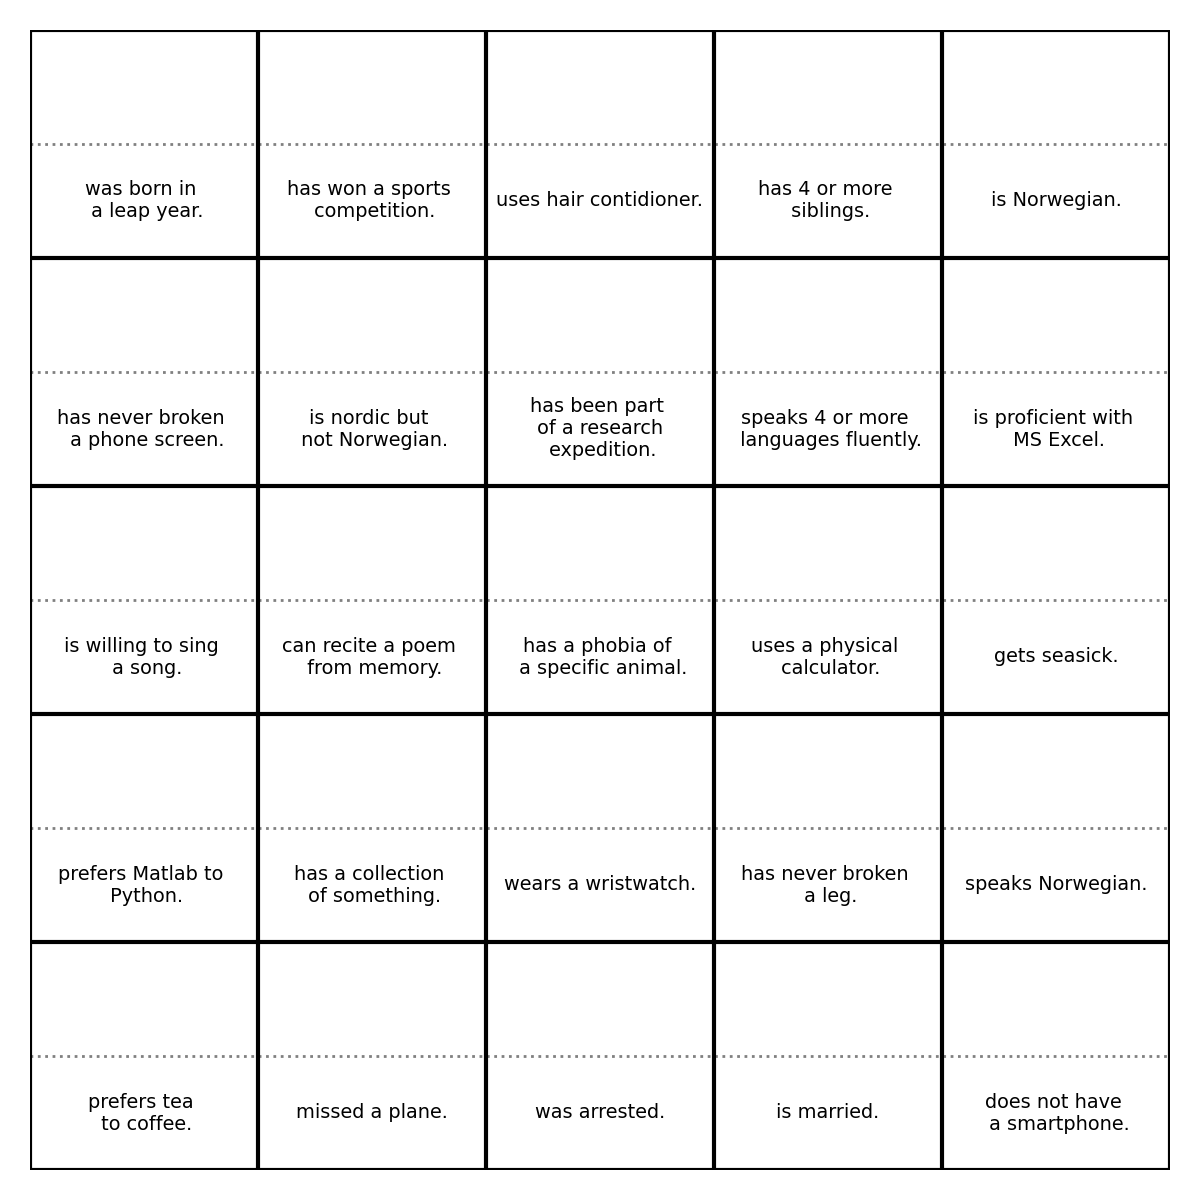 was born in
a leap year.
has won a sports
competition.
uses hair contidioner.
has 4 or more
siblings.
is Norwegian.
has never broken
a phone screen.
is nordic but
not Norwegian.
has been part
of a research
expedition.
speaks 4 or more
languages fluently.
is proficient with
MS Excel.
is willing to sing
a song.
can recite a poem
from memory.
has a phobia of
a specific animal.
uses a physical
calculator.
gets seasick.
prefers Matlab to
Python.
has a collection
of something.
wears a wristwatch.
has never broken
a leg.
speaks Norwegian.
prefers tea
to coffee.
missed a plane.
was arrested.
is married.
does not have
a smartphone.